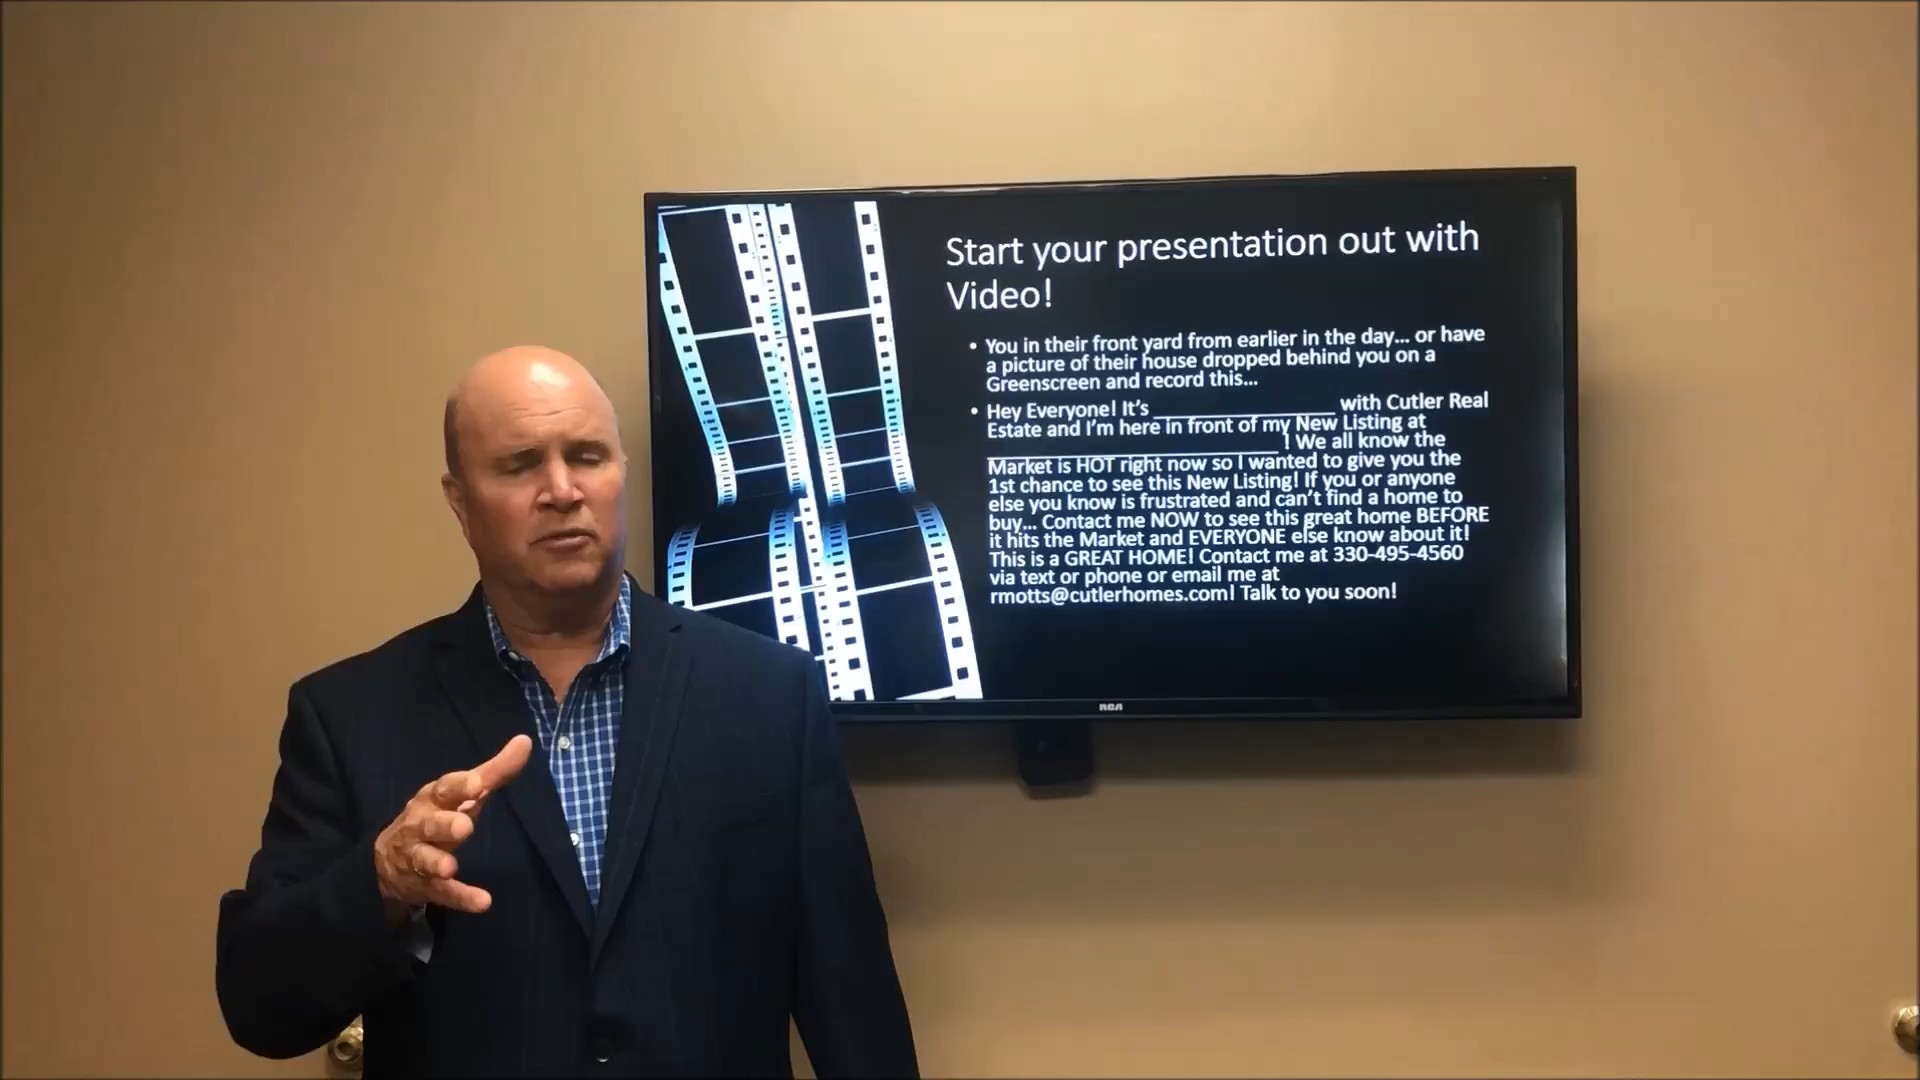 Start your presentation out with
Video!
• You in their front yard from earlier in the day... or have
a picture of their house dropped behind you on a
Greenscreen and record this...
• Hey Everyone! It's ________________ with Cutler Real
Estate and I'm here in front of my New Listing at
__________________________! We all know the
Market is HOT right now so I wanted to give you the
1st chance to see this New Listing! If you or anyone
else you know is frustrated and can't find a home to
buy... Contact me NOW to see this great home BEFORE
it hits the Market and EVERYONE else know about it!
This is a GREAT HOME! Contact me at 330-495-4560
via text or phone or email me at
rmotts@cutlerhomes.com! Talk to you soon!
RCA